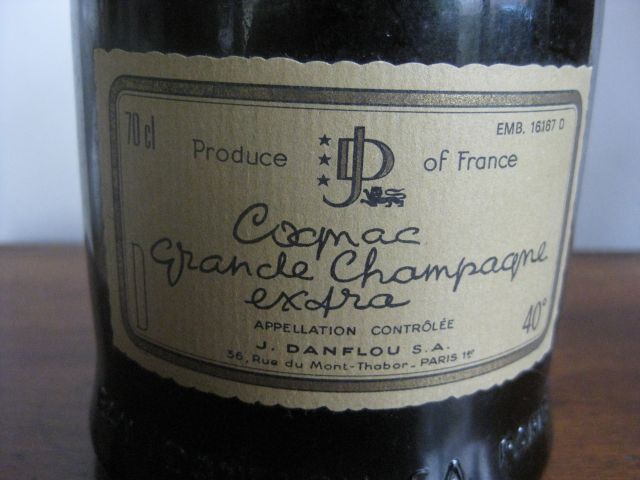 EMB. 16167 D
70 cl
Produce JD of France
Cognac
Grande Champagne
extra
D
40°
APPELLATION CONTRÔLÉE
J. DANFLOU S.A.
36, Rue du Mont-Thabor - PARIS 1er